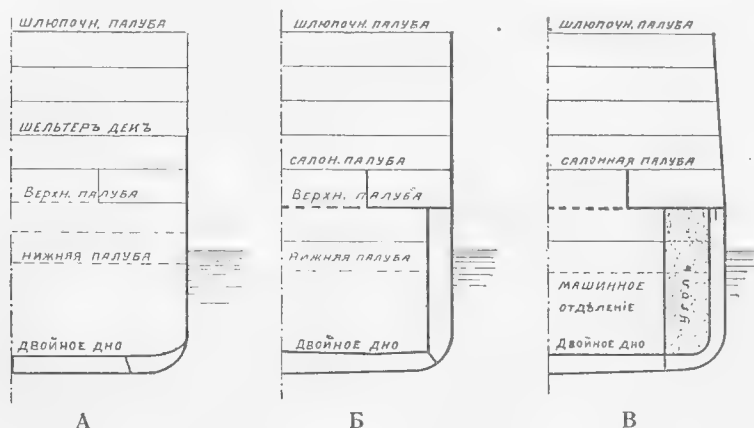 ШЛЮПОЧН. ПАЛУБА
ШЕЛЬТЕРЪ ДЕКЪ
ВЕРХН. ПАЛУБА
НИЖНЯЯ ПАЛУБА
ДВОЙНОЕ ДНО
А
ШЛЮПОЧН. ПАЛУБА
САЛОН. ПАЛУБА
ВЕРХН. ПАЛУБА
НИЖНЯЯ ПАЛУБА
ДВОЙНОЕ ДНО
Б
ШЛЮПОЧН. ПАЛУБА
САЛОННАЯ ПАЛУБА
МАШИННОЕ
ОТДѢЛЕНІЕ
УГОЛЬ
ДВОЙНОЕ ДНО
В